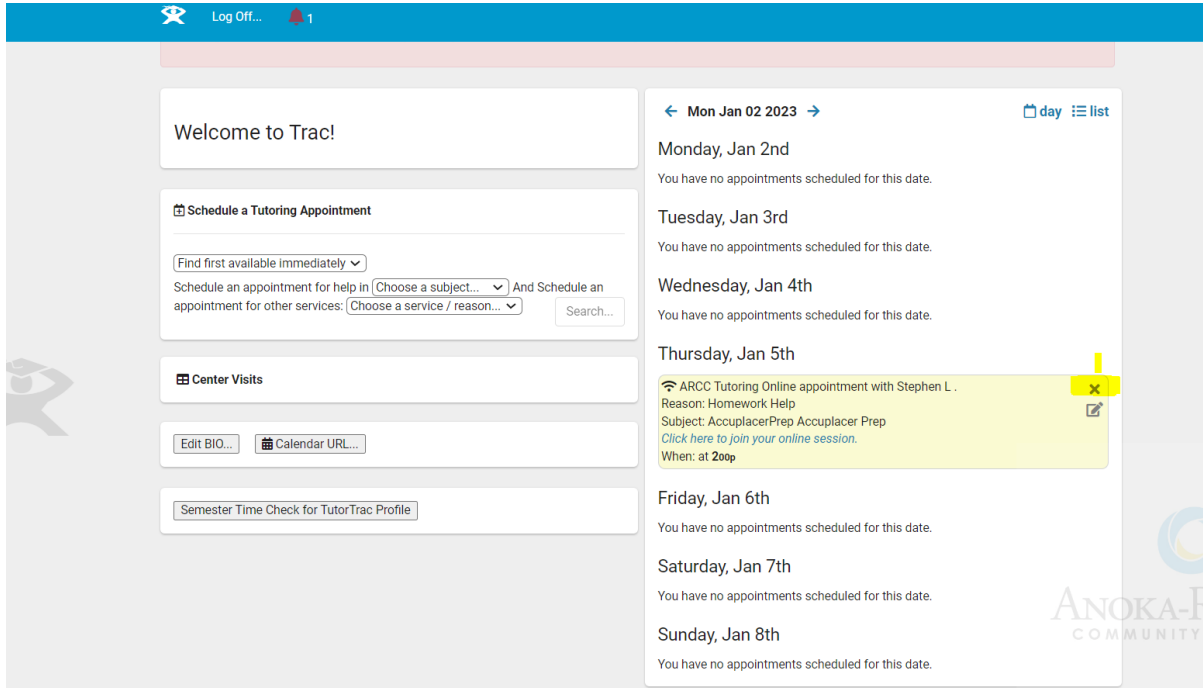 Log Off...
1
Welcome to Trac!
Schedule a Tutoring Appointment
Find first available immediately
Schedule an appointment for help in Choose a subject... And Schedule an
appointment for other services: Choose a service / reason... Search...
Center Visits
Edit BIO... Calendar URL...
Semester Time Check for TutorTrac Profile
Mon Jan 02 2023 day list
Monday, Jan 2nd
You have no appointments scheduled for this date.
Tuesday, Jan 3rd
You have no appointments scheduled for this date.
Wednesday, Jan 4th
You have no appointments scheduled for this date.
Thursday, Jan 5th
ARCC Tutoring Online appointment with Stephen L .
Reason: Homework Help
Subject: AccuplacerPrep Accuplacer Prep
Click here to join your online session.
When: at 200p
Friday, Jan 6th
You have no appointments scheduled for this date.
Saturday, Jan 7th
You have no appointments scheduled for this date.
Sunday, Jan 8th
You have no appointments scheduled for this date.
ANOKA-R
COMMUNITY